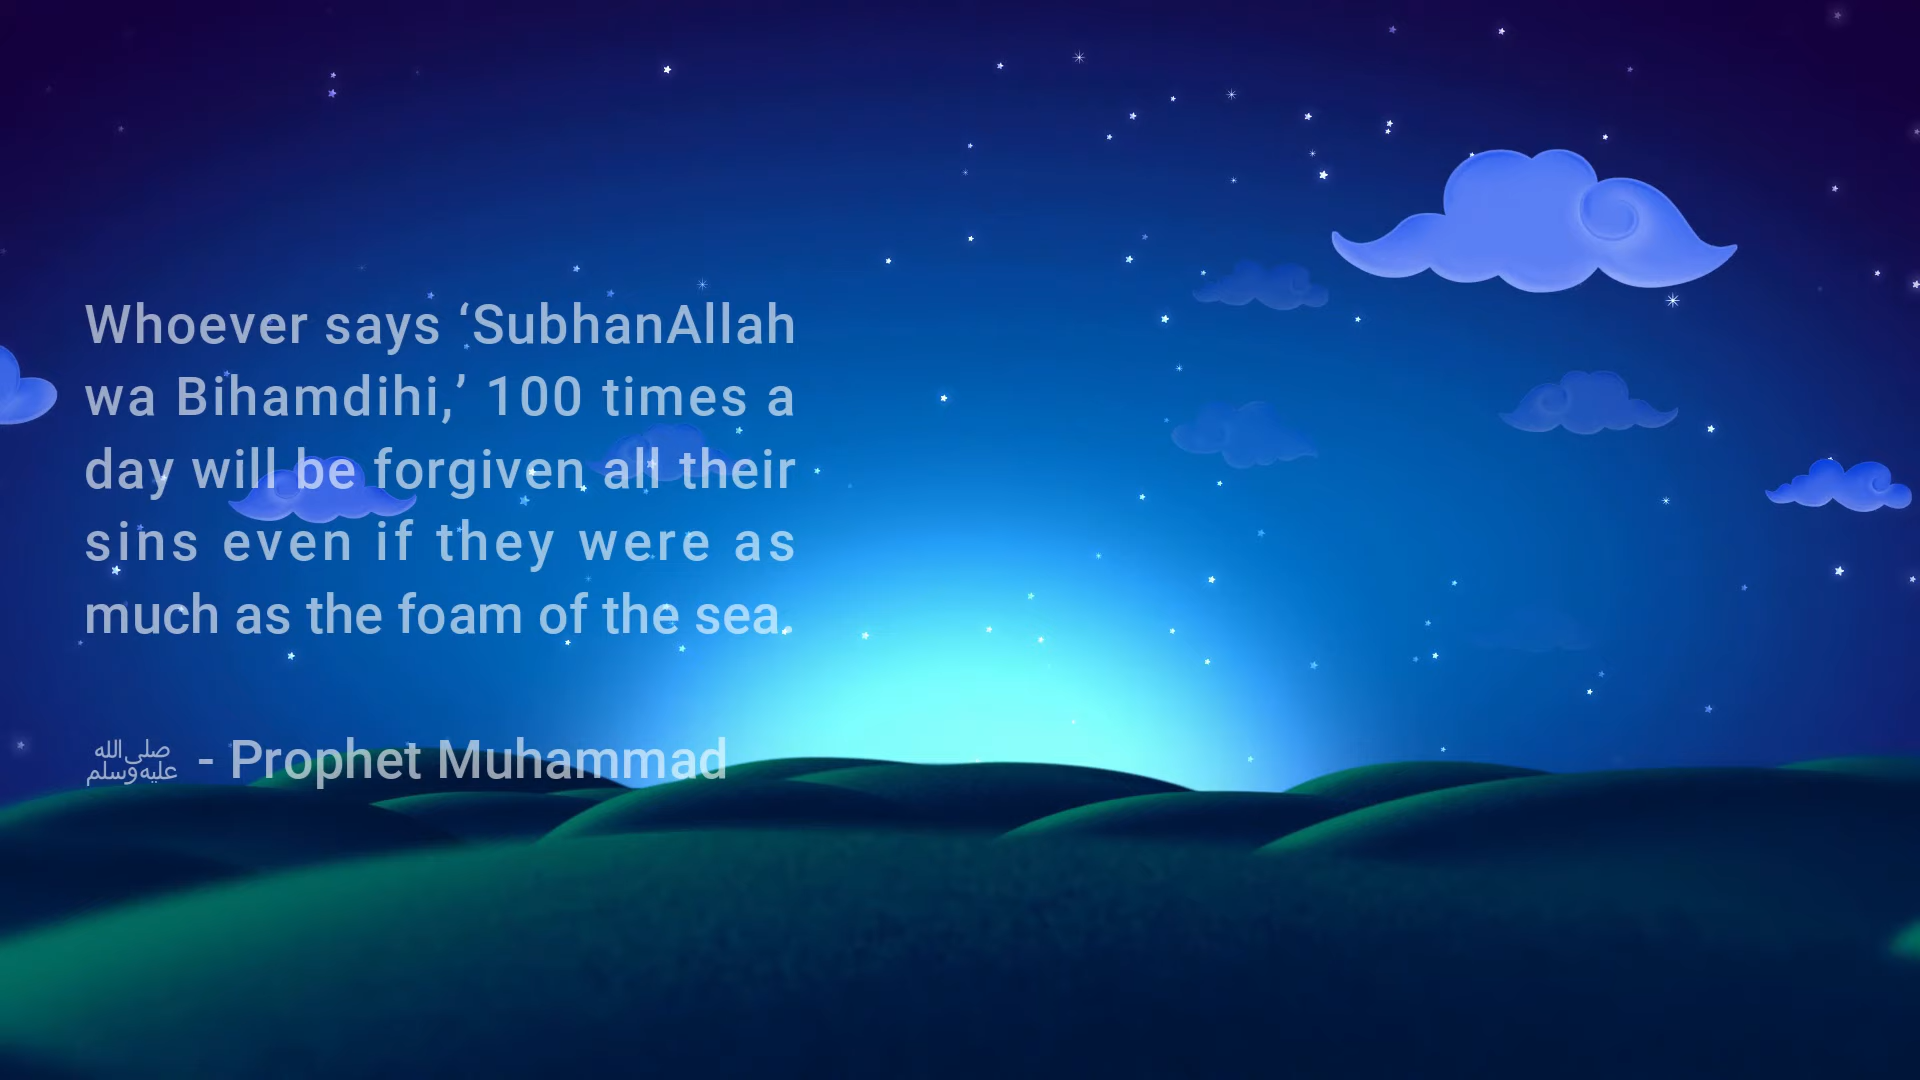 Whoever says ‘SubhanAllah
wa Bihamdihi,’ 100 times a
day will be forgiven all their
sins even if they were as
much as the foam of the sea.
ﷺ - Prophet Muhammad